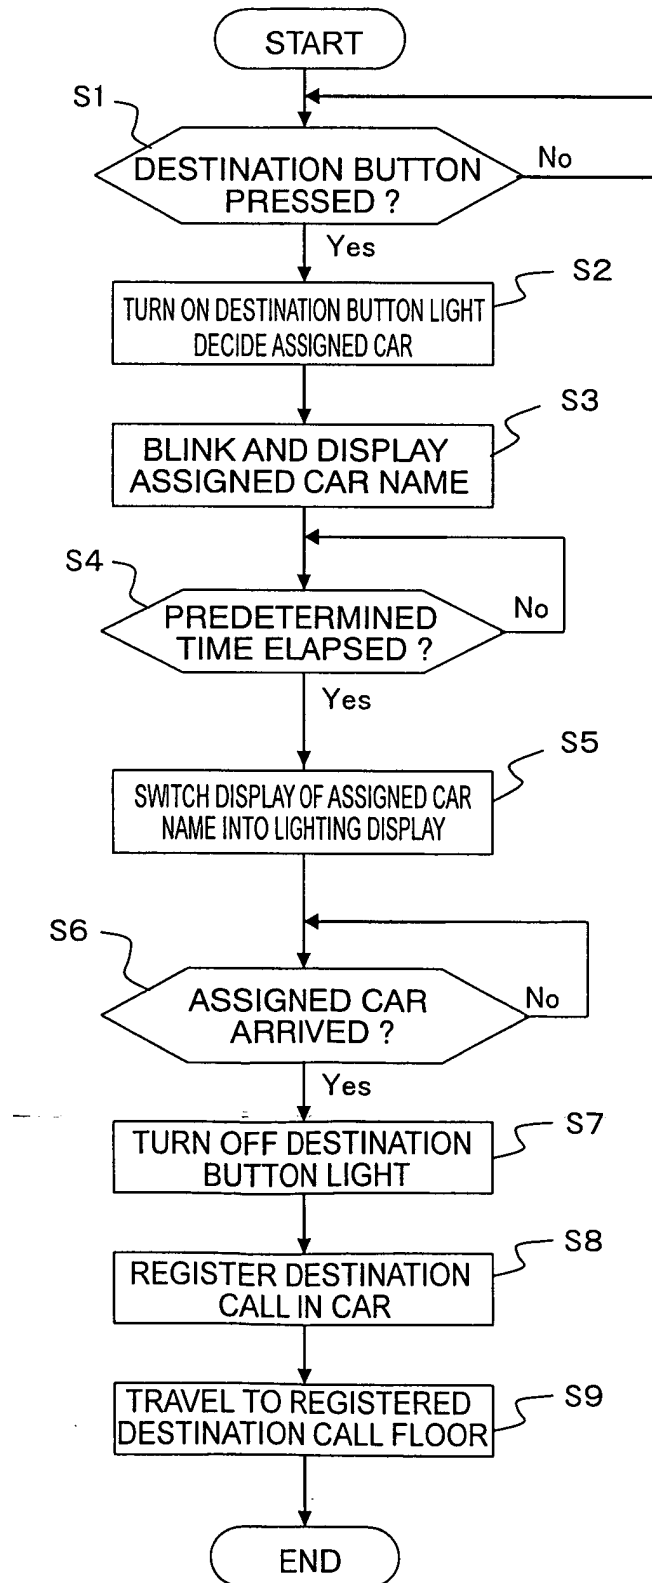 START
S1
DESTINATION BUTTON
PRESSED ?
No
Yes
S2
TURN ON DESTINATION BUTTON LIGHT
DECIDE ASSIGNED CAR
S3
BLINK AND DISPLAY
ASSIGNED CAR NAME
S4
PREDETERMINED
TIME ELAPSED ?
No
Yes
S5
SWITCH DISPLAY OF ASSIGNED CAR
NAME INTO LIGHTING DISPLAY
S6
ASSIGNED CAR
ARRIVED ?
No
Yes
S7
TURN OFF DESTINATION
BUTTON LIGHT
S8
REGISTER DESTINATION
CALL IN CAR
S9
TRAVEL TO REGISTERED
DESTINATION CALL FLOOR
END